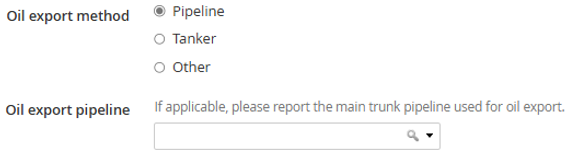 Oil export method
Pipeline
Tanker
Other
Oil export pipeline
If applicable, please report the main trunk pipeline used for oil export.